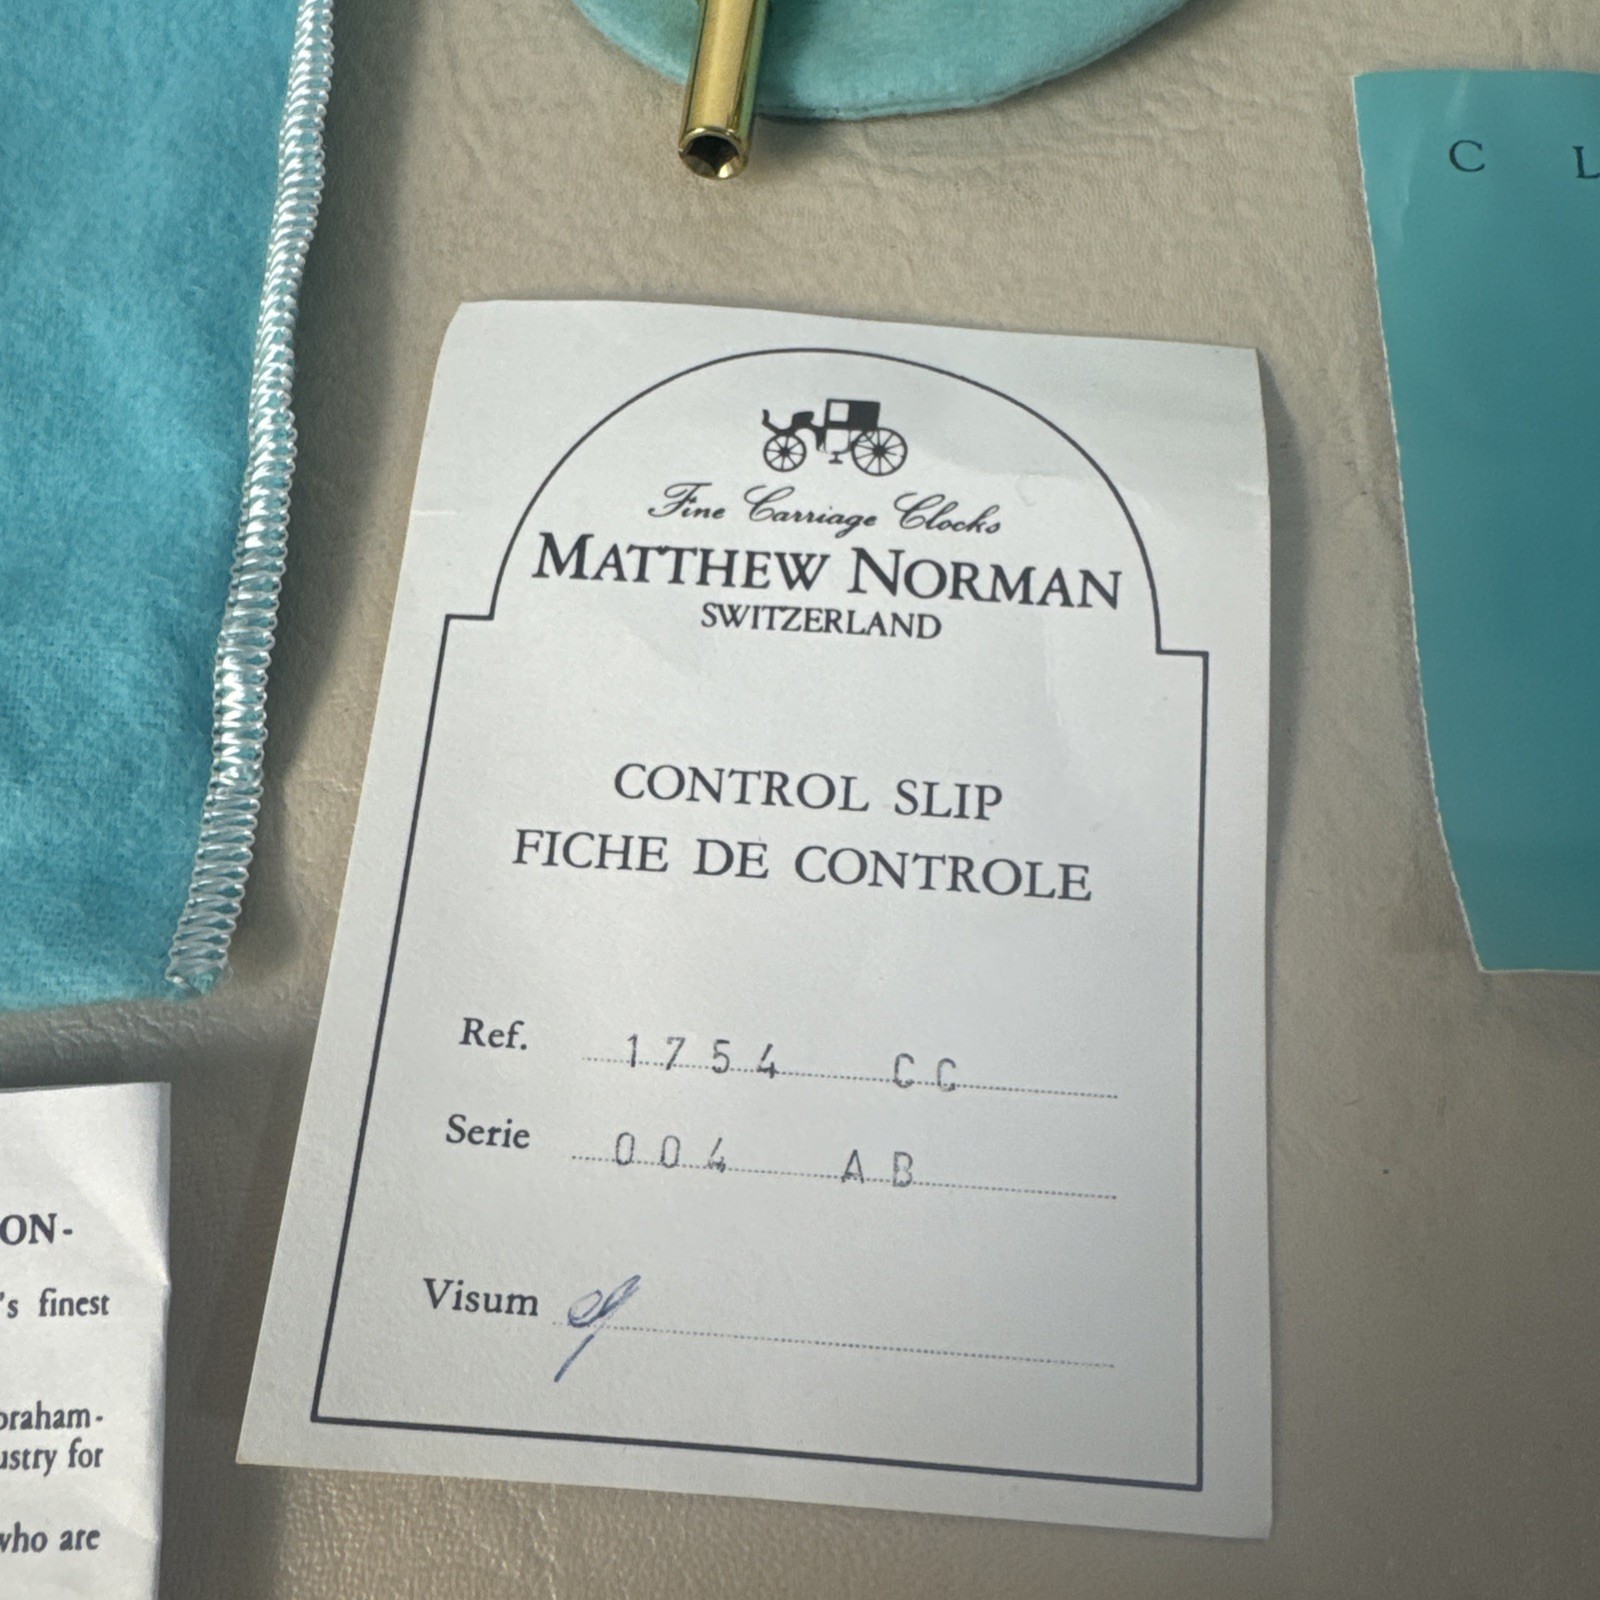 C L
Fine Carriage Clocks
MATTHEW NORMAN
SWITZERLAND
CONTROL SLIP
FICHE DE CONTROLE
Ref. 1754 CC
Serie 004 AB
Visum
ON-
's finest
braham-
ustry for
who are